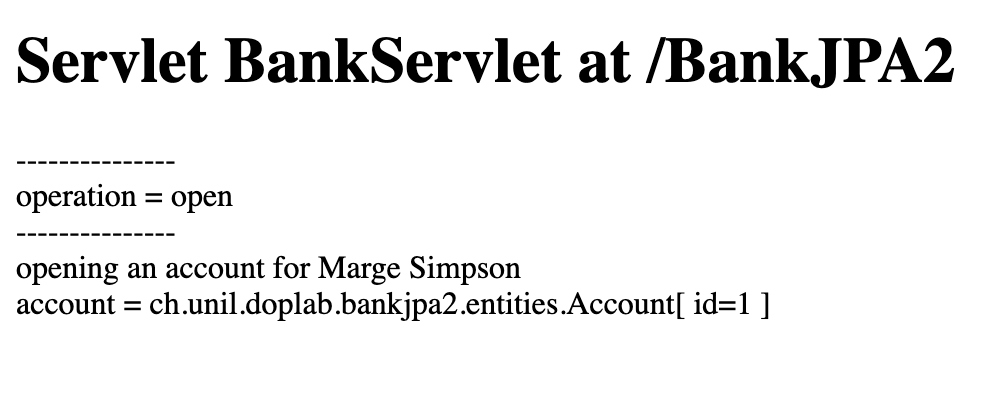 Servlet BankServlet at /BankJPA2
---------------
operation = open
---------------
opening an account for Marge Simpson
account = ch.unil.doplab.bankjpa2.entities.Account[ id=1 ]